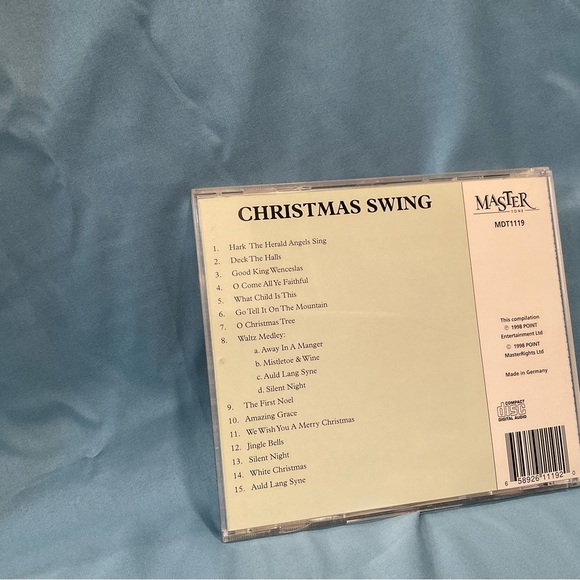 CHRISTMAS SWING
1. Hark The Herald Angels Sing
2. Deck The Halls
3. Good King Wenceslas
4. O Come All Ye Faithful
5. What Child Is This
6. Go Tell It On The Mountain
7. O Christmas Tree
8. Waltz Medley:
a. Away In A Manger
b. Mistletoe & Wine
c. Auld Lang Syne
d. Silent Night
9. The First Noel
10. Amazing Grace
11. We Wish You A Merry Christmas
12. Jingle Bells
13. Silent Night
14. White Christmas
15. Auld Lang Syne
MASTER
TONE
MDT1119
This compilation
℗ 1998 POINT
Entertainment Ltd
© 1998 POINT
MasterRights Ltd
Made in Germany
COMPACT
disc
DIGITAL AUDIO
6 58926 11192 0